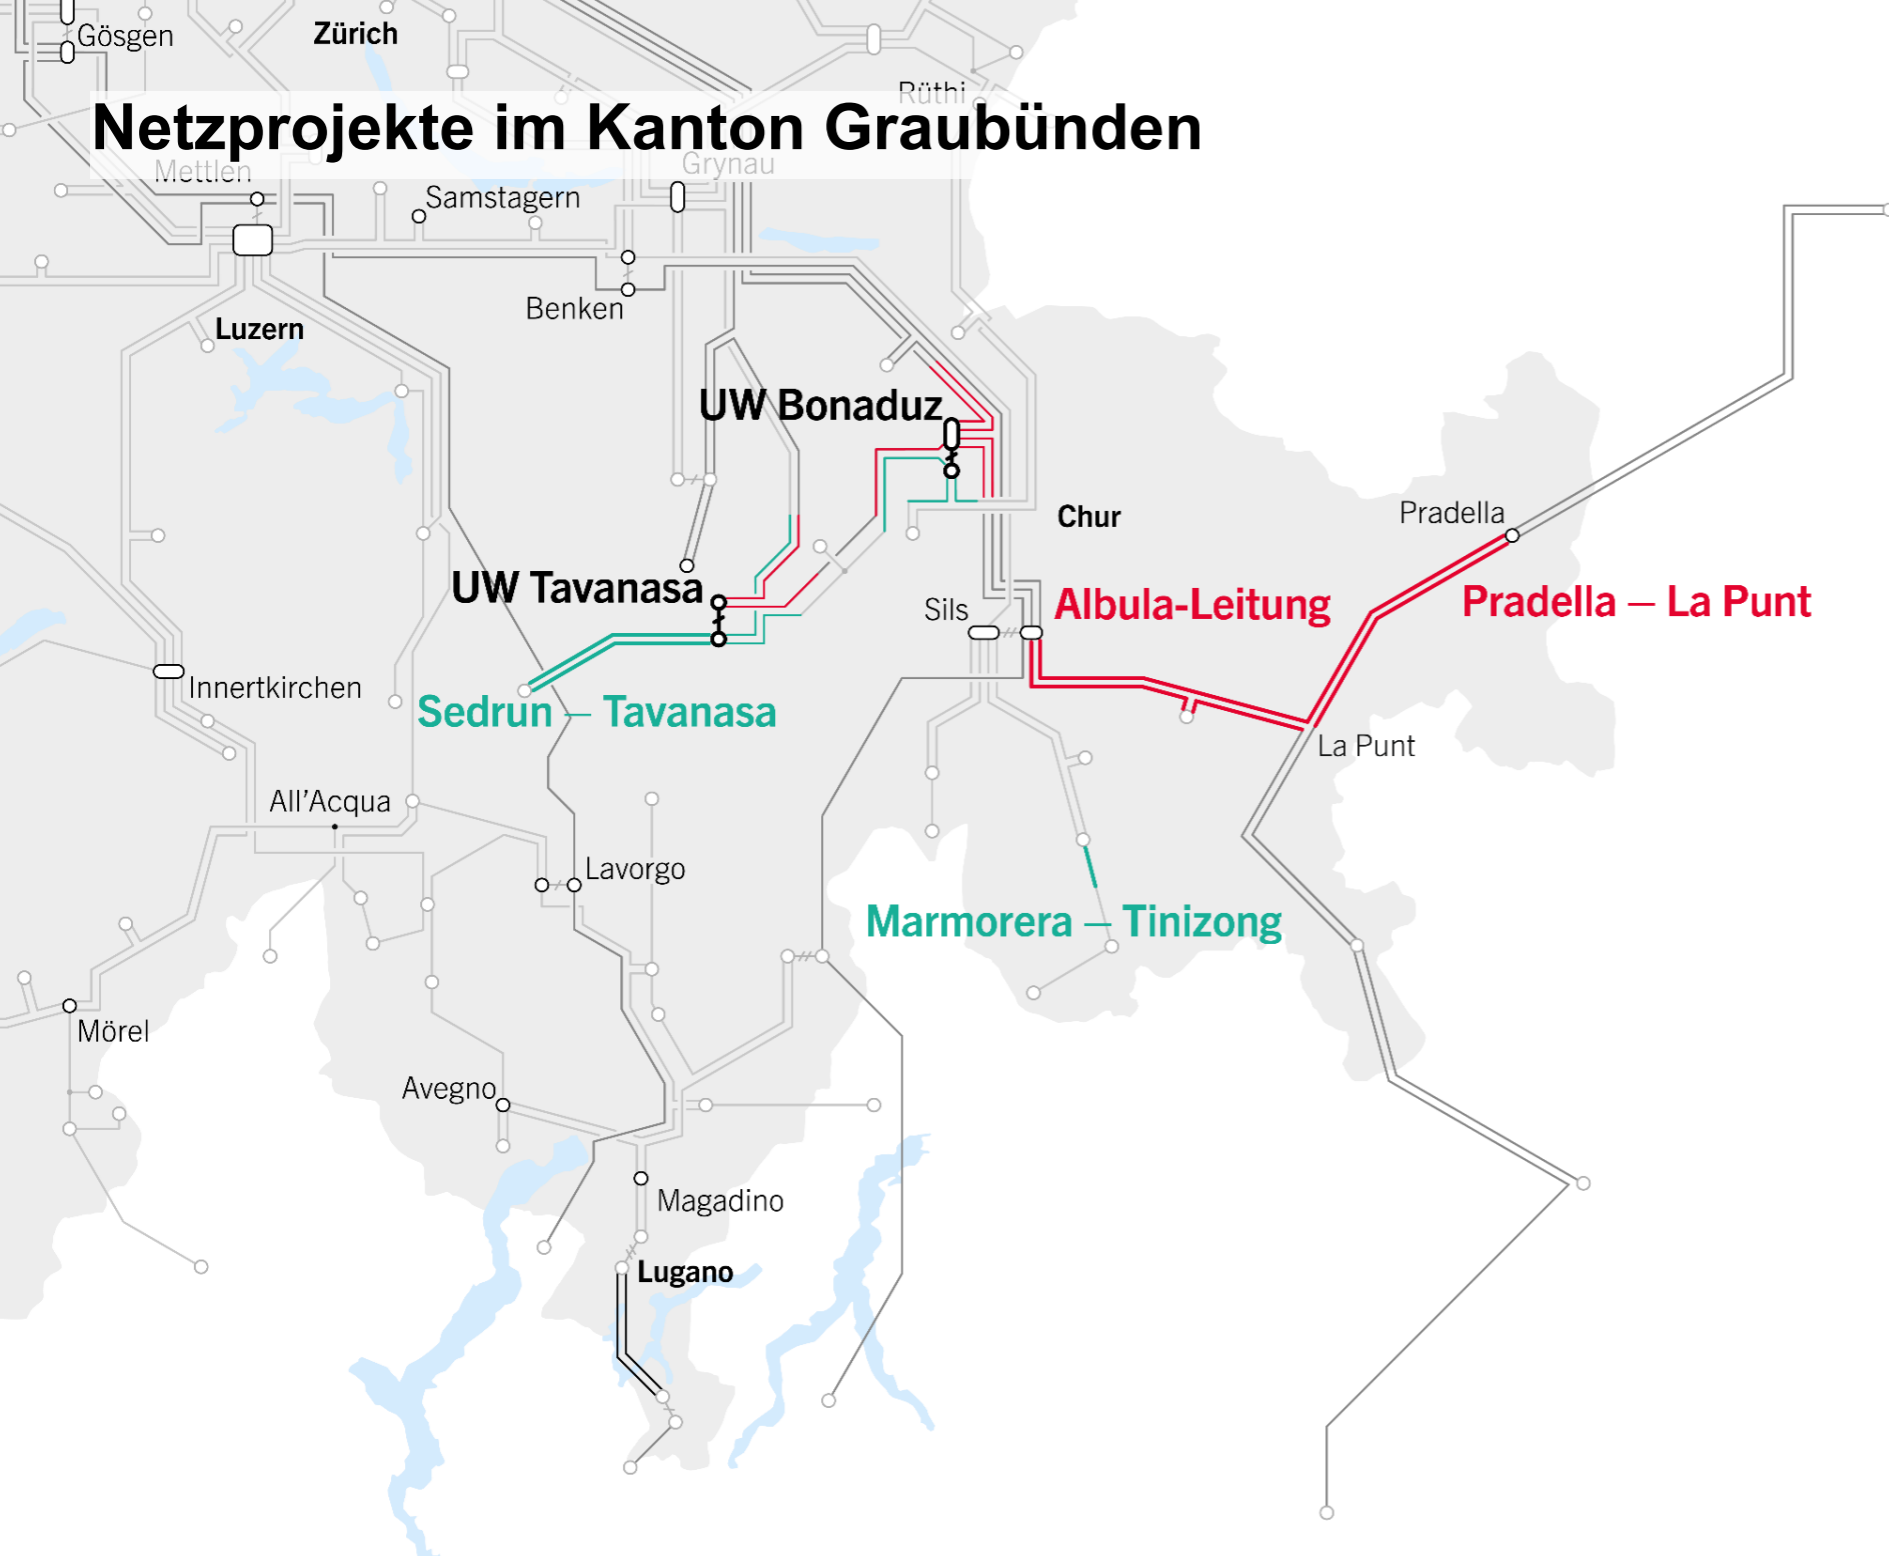 Gösgen
Zürich
Rüthi
Netzprojekte im Kanton Graubünden
Mettlen
Grynau
Samstagern
Benken
Luzern
UW Bonaduz
Chur
Pradella
UW Tavanasa
Sils
Albula-Leitung
Pradella – La Punt
Innertkirchen
Sedrun – Tavanasa
La Punt
All'Acqua
Lavorgo
Marmorera – Tinizong
Mörel
Avegno
Magadino
Lugano